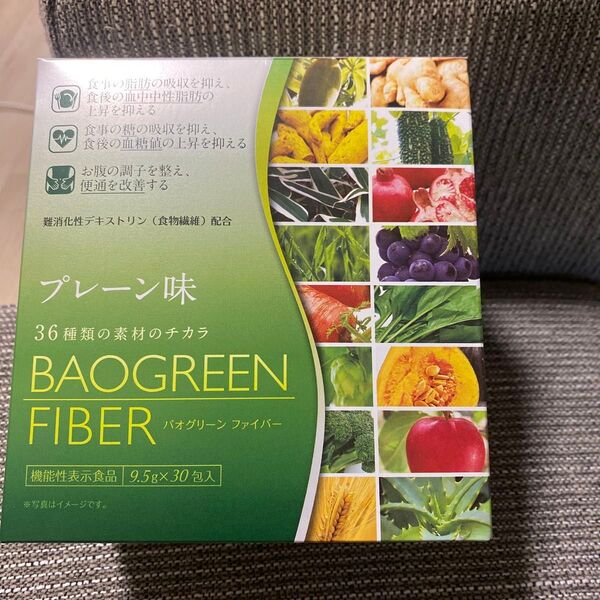 食事の脂肪の吸収を抑え、
食後の血中中性脂肪の
上昇を抑える
食事の糖の吸収を抑え、
食後の血糖値の上昇を抑える
お腹の調子を整え、
便通を改善する
難消化性デキストリン（食物繊維）配合
プレーン味
36種類の素材のチカラ
BAOGREEN
FIBER バオグリーン ファイバー
機能性表示食品 9.5g×30包入
※写真はイメージです。